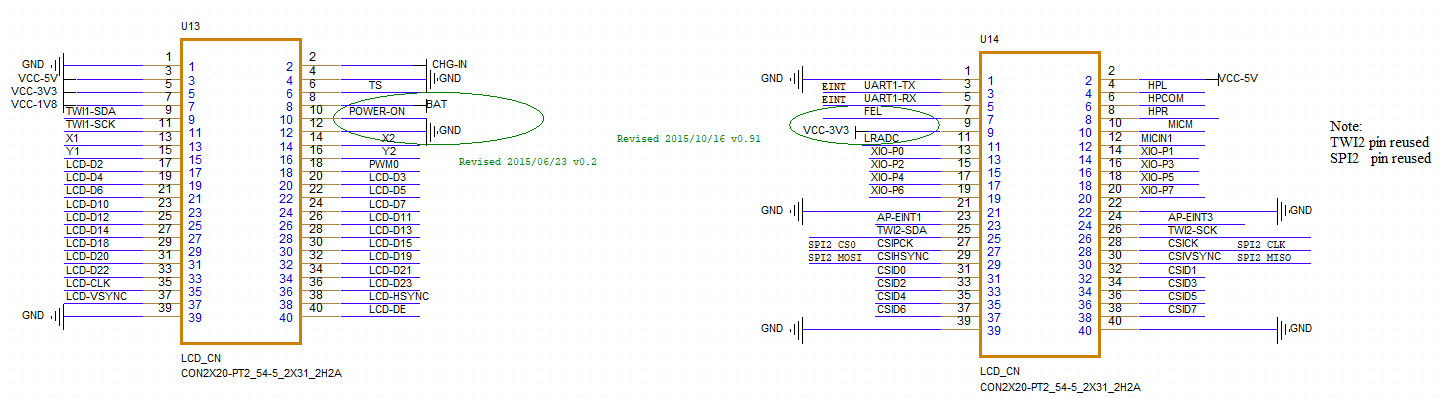 U13
GND 1 1 2 2 CHG-IN
VCC-5V 3 3 4 4 GND
VCC-3V3 5 5 6 6 TS
VCC-1V8 7 7 8 8 BAT
TWI1-SDA 9 9 10 10 POWER-ON
TWI1-SCK 11 11 12 12 GND
X1 13 13 14 14 X2
Y1 15 15 16 16 Y2
LCD-D2 17 17 18 18 PWM0
LCD-D4 19 19 20 20 LCD-D3
LCD-D6 21 21 22 22 LCD-D5
LCD-D10 23 23 24 24 LCD-D7
LCD-D12 25 25 26 26 LCD-D11
LCD-D14 27 27 28 28 LCD-D13
LCD-D18 29 29 30 30 LCD-D15
LCD-D20 31 31 32 32 LCD-D19
LCD-D22 33 33 34 34 LCD-D21
LCD-CLK 35 35 36 36 LCD-D23
LCD-VSYNC 37 37 38 38 LCD-HSYNC
GND 39 39 40 40 LCD-DE
LCD_CN
CON2X20-PT2_54-5_2X31_2H2A
Revised 2015/06/23 v0.2
Revised 2015/10/16 v0.91
U14
GND 1 1 2 2 VCC-5V
EINT UART1-TX 3 3 4 4 HPL
EINT UART1-RX 5 5 6 6 HPCOM
FEL 7 7 8 8 HPR
VCC-3V3 9 9 10 10 MICM
LRADC 11 11 12 12 MICIN1
XIO-P0 13 13 14 14 XIO-P1
XIO-P2 15 15 16 16 XIO-P3
XIO-P4 17 17 18 18 XIO-P5
XIO-P6 19 19 20 20 XIO-P7
GND 21 21 22 22 GND
AP-EINT1 23 23 24 24 AP-EINT3
TWI2-SDA 25 25 26 26 TWI2-SCK
SPI2 CS0 CSIPCK 27 27 28 28 CSICK SPI2 CLK
SPI2 MOSI CSIHSYNC 29 29 30 30 CSIVSYNC SPI2 MISO
CSID0 31 31 32 32 CSID1
CSID2 33 33 34 34 CSID3
CSID4 35 35 36 36 CSID5
CSID6 37 37 38 38 CSID7
GND 39 39 40 40 GND
LCD_CN
CON2X20-PT2_54-5_2X31_2H2A
Note:
TWI2 pin reused
SPI2 pin reused